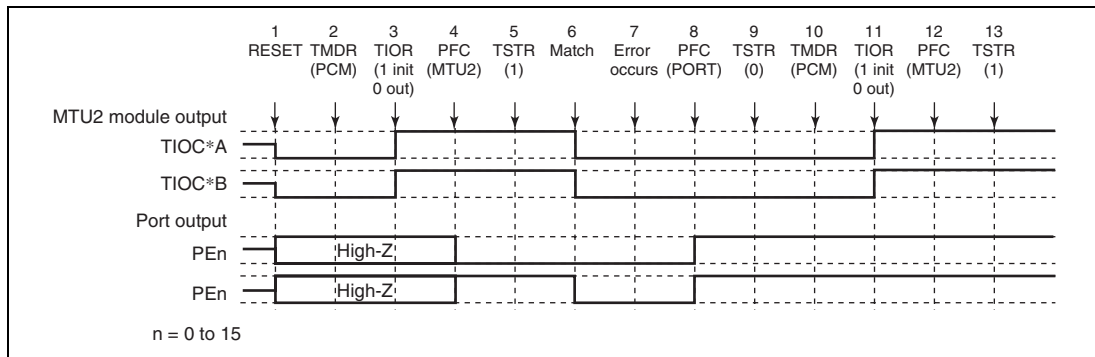 1 2 3 4 5 6 7 8 9 10 11 12 13
RESET TMDR TIOR PFC TSTR Match Error PFC TSTR TMDR TIOR PFC TSTR
(PCM) (1 init (MTU2) (1) occurs (PORT) (0) (PCM) (1 init (MTU2) (1)
0 out) 0 out)
MTU2 module output
TIOC*A
TIOC*B
Port output
PEn High-Z
PEn High-Z
n = 0 to 15